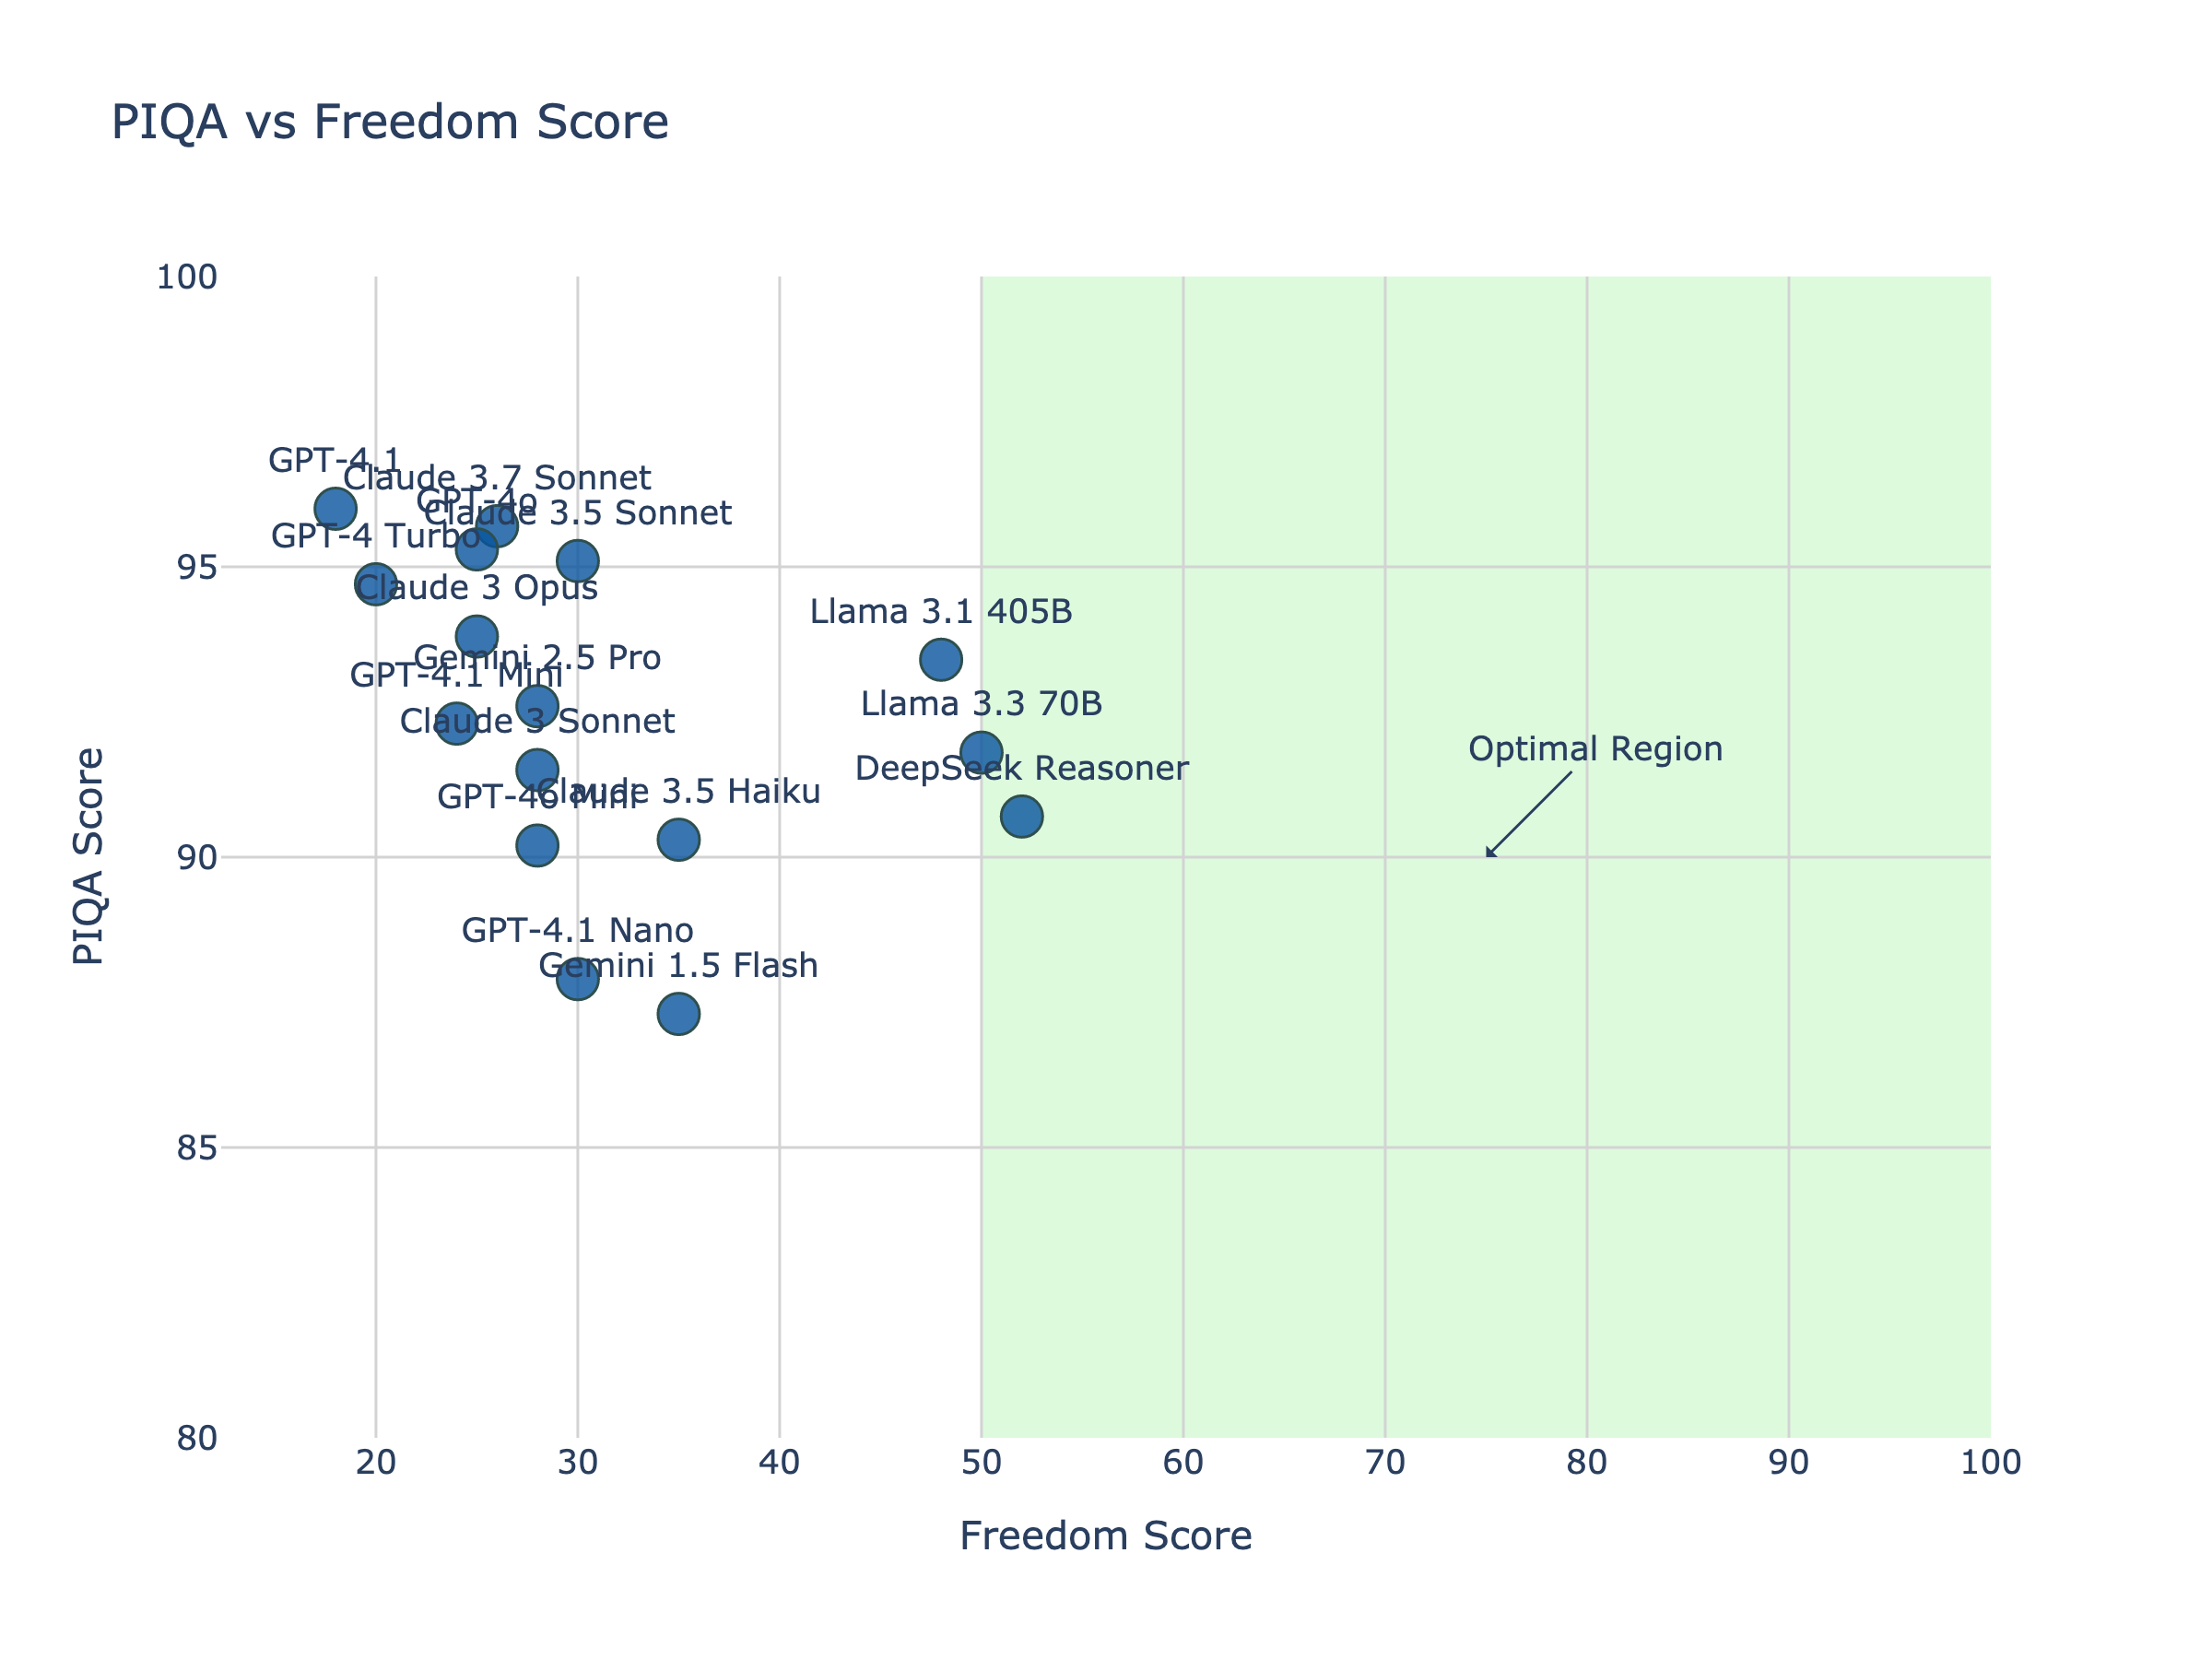 PIQA vs Freedom Score
100
95
90
85
80
PIQA Score
GPT-4.1
Claude 3.7 Sonnet
GPT-4o
Claude 3.5 Sonnet
GPT-4 Turbo
Claude 3 Opus
Llama 3.1 405B
Gemini 2.5 Pro
GPT-4.1 Mini
Llama 3.3 70B
Claude 3 Sonnet
Optimal Region
DeepSeek Reasoner
Claude 3.5 Haiku
GPT-4o Mini
GPT-4.1 Nano
Gemini 1.5 Flash
20 30 40 50 60 70 80 90 100
Freedom Score